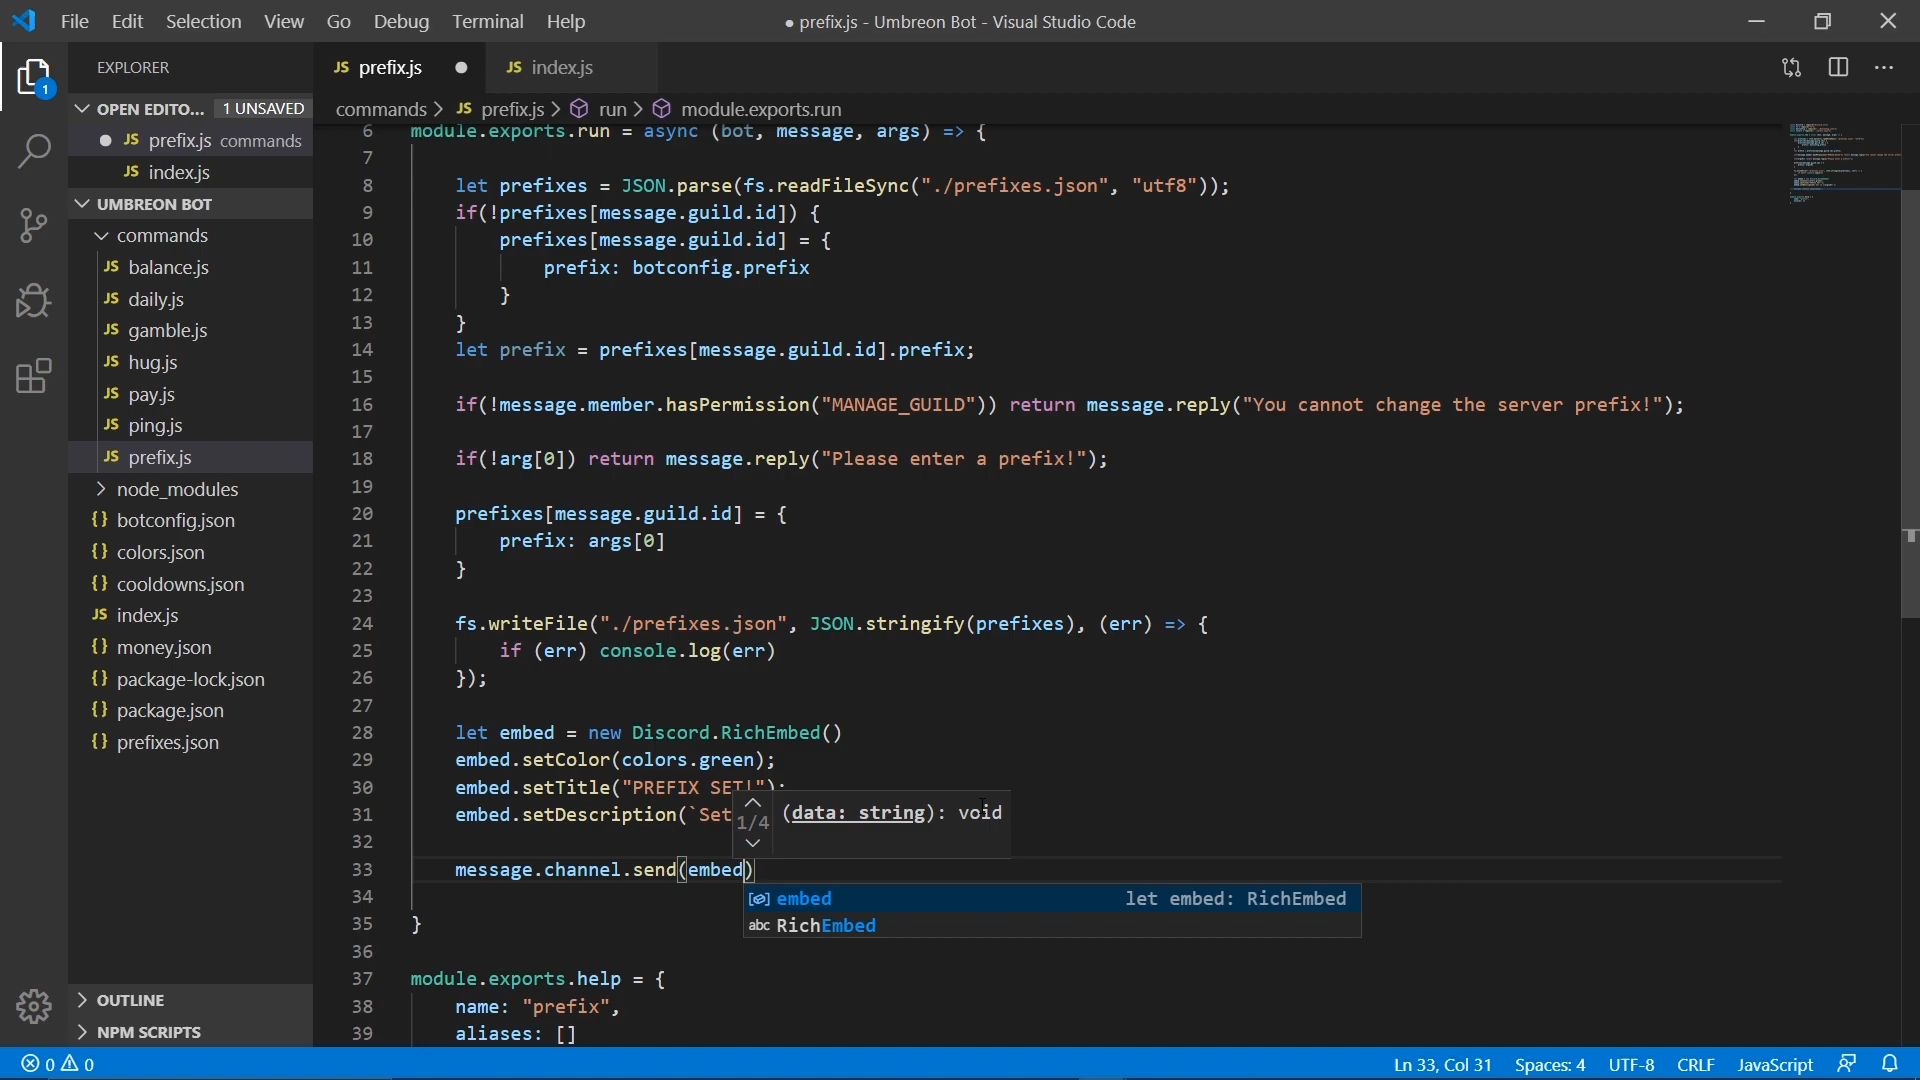 File Edit Selection View Go Debug Terminal Help
● prefix.js - Umbreon Bot - Visual Studio Code
EXPLORER
1
OPEN EDITO... 1 UNSAVED
JS prefix.js commands
JS index.js
UMBREON BOT
commands
JS balance.js
JS daily.js
JS gamble.js
JS hug.js
JS pay.js
JS ping.js
JS prefix.js
node_modules
{} botconfig.json
{} colors.json
{} cooldowns.json
JS index.js
{} money.json
{} package-lock.json
{} package.json
{} prefixes.json
OUTLINE
NPM SCRIPTS
JS prefix.js ● JS index.js
commands > JS prefix.js > run > module.exports.run
6 module.exports.run = async (bot, message, args) => {
7
8 let prefixes = JSON.parse(fs.readFileSync("./prefixes.json", "utf8"));
9 if(!prefixes[message.guild.id]) {
10 prefixes[message.guild.id] = {
11 prefix: botconfig.prefix
12 }
13 }
14 let prefix = prefixes[message.guild.id].prefix;
15
16 if(!message.member.hasPermission("MANAGE_GUILD")) return message.reply("You cannot change the server prefix!");
17
18 if(!arg[0]) return message.reply("Please enter a prefix!");
19
20 prefixes[message.guild.id] = {
21 prefix: args[0]
22 }
23
24 fs.writeFile("./prefixes.json", JSON.stringify(prefixes), (err) => {
25 if (err) console.log(err)
26 });
27
28 let embed = new Discord.RichEmbed()
29 embed.setColor(colors.green);
30 embed.setTitle("PREFIX SET!");
31 embed.setDescription(`Set
1/4 (data: string): void
32
33 message.channel.send(embed)
embed let embed: RichEmbed
abc RichEmbed
34
35 }
36
37 module.exports.help = {
38 name: "prefix",
39 aliases: []
0 0 Ln 33, Col 31 Spaces: 4 UTF-8 CRLF JavaScript